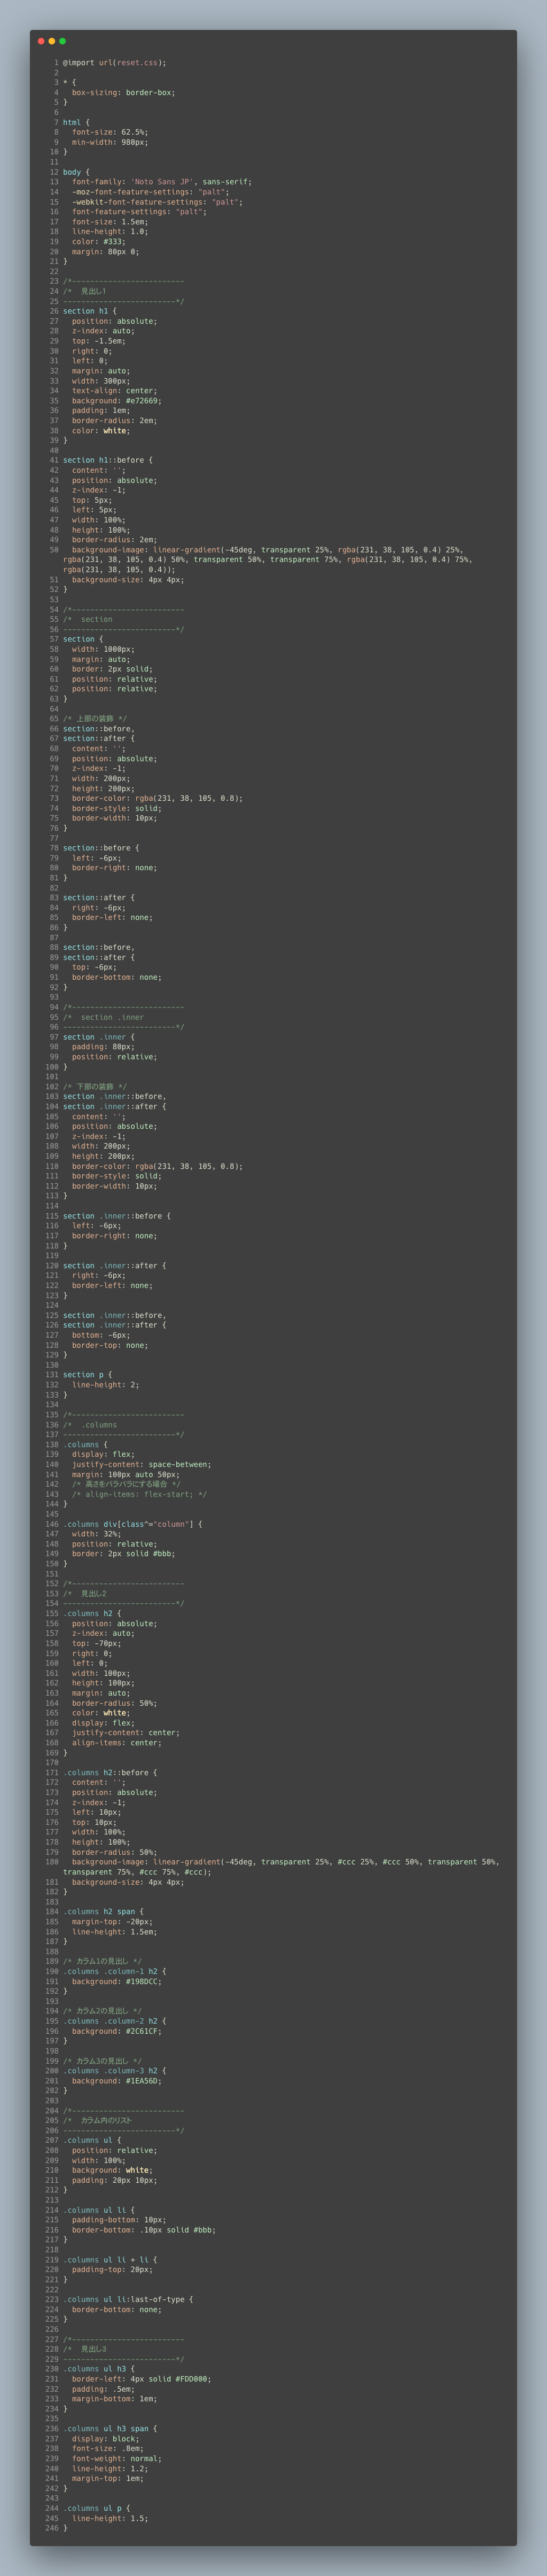 1 @import url(reset.css);
2
3 * {
4   box-sizing: border-box;
5 }
6
7 html {
8   font-size: 62.5%;
9   min-width: 980px;
10 }
11
12 body {
13   font-family: 'Noto Sans JP', sans-serif;
14   -moz-font-feature-settings: "palt";
15   -webkit-font-feature-settings: "palt";
16   font-feature-settings: "palt";
17   font-size: 1.5em;
18   line-height: 1.0;
19   color: #333;
20   margin: 80px 0;
21 }
22
23 /*-------------------------
24 /*  見出し1
25 -------------------------*/
26 section h1 {
27   position: absolute;
28   z-index: auto;
29   top: -1.5em;
30   right: 0;
31   left: 0;
32   margin: auto;
33   width: 300px;
34   text-align: center;
35   background: #e72669;
36   padding: 1em;
37   border-radius: 2em;
38   color: white;
39 }
40
41 section h1::before {
42   content: '';
43   position: absolute;
44   z-index: -1;
45   top: 5px;
46   left: 5px;
47   width: 100%;
48   height: 100%;
49   border-radius: 2em;
50   background-image: linear-gradient(-45deg, transparent 25%, rgba(231, 38, 105, 0.4) 25%,
rgba(231, 38, 105, 0.4) 50%, transparent 50%, transparent 75%, rgba(231, 38, 105, 0.4) 75%,
rgba(231, 38, 105, 0.4));
51   background-size: 4px 4px;
52 }
53
54 /*-------------------------
55 /*  section
56 -------------------------*/
57 section {
58   width: 1000px;
59   margin: auto;
60   border: 2px solid;
61   position: relative;
62   position: relative;
63 }
64
65 /* 上部の装飾 */
66 section::before,
67 section::after {
68   content: '';
69   position: absolute;
70   z-index: -1;
71   width: 200px;
72   height: 200px;
73   border-color: rgba(231, 38, 105, 0.8);
74   border-style: solid;
75   border-width: 10px;
76 }
77
78 section::before {
79   left: -6px;
80   border-right: none;
81 }
82
83 section::after {
84   right: -6px;
85   border-left: none;
86 }
87
88 section::before,
89 section::after {
90   top: -6px;
91   border-bottom: none;
92 }
93
94 /*-------------------------
95 /*  section .inner
96 -------------------------*/
97 section .inner {
98   padding: 80px;
99   position: relative;
100 }
101
102 /* 下部の装飾 */
103 section .inner::before,
104 section .inner::after {
105   content: '';
106   position: absolute;
107   z-index: -1;
108   width: 200px;
109   height: 200px;
110   border-color: rgba(231, 38, 105, 0.8);
111   border-style: solid;
112   border-width: 10px;
113 }
114
115 section .inner::before {
116   left: -6px;
117   border-right: none;
118 }
119
120 section .inner::after {
121   right: -6px;
122   border-left: none;
123 }
124
125 section .inner::before,
126 section .inner::after {
127   bottom: -6px;
128   border-top: none;
129 }
130
131 section p {
132   line-height: 2;
133 }
134
135 /*-------------------------
136 /*  .columns
137 -------------------------*/
138 .columns {
139   display: flex;
140   justify-content: space-between;
141   margin: 100px auto 50px;
142   /* 高さをバラバラにする場合 */
143   /* align-items: flex-start; */
144 }
145
146 .columns div[class^="column"] {
147   width: 32%;
148   position: relative;
149   border: 2px solid #bbb;
150 }
151
152 /*-------------------------
153 /*  見出し2
154 -------------------------*/
155 .columns h2 {
156   position: absolute;
157   z-index: auto;
158   top: -70px;
159   right: 0;
160   left: 0;
161   width: 100px;
162   height: 100px;
163   margin: auto;
164   border-radius: 50%;
165   color: white;
166   display: flex;
167   justify-content: center;
168   align-items: center;
169 }
170
171 .columns h2::before {
172   content: '';
173   position: absolute;
174   z-index: -1;
175   left: 10px;
176   top: 10px;
177   width: 100%;
178   height: 100%;
179   border-radius: 50%;
180   background-image: linear-gradient(-45deg, transparent 25%, #ccc 25%, #ccc 50%, transparent 50%,
transparent 75%, #ccc 75%, #ccc);
181   background-size: 4px 4px;
182 }
183
184 .columns h2 span {
185   margin-top: -20px;
186   line-height: 1.5em;
187 }
188
189 /* カラム1の見出し */
190 .columns .column-1 h2 {
191   background: #198DCC;
192 }
193
194 /* カラム2の見出し */
195 .columns .column-2 h2 {
196   background: #2C61CF;
197 }
198
199 /* カラム3の見出し */
200 .columns .column-3 h2 {
201   background: #1EA56D;
202 }
203
204 /*-------------------------
205 /*  カラム内のリスト
206 -------------------------*/
207 .columns ul {
208   position: relative;
209   width: 100%;
210   background: white;
211   padding: 20px 10px;
212 }
213
214 .columns ul li {
215   padding-bottom: 10px;
216   border-bottom: .10px solid #bbb;
217 }
218
219 .columns ul li + li {
220   padding-top: 20px;
221 }
222
223 .columns ul li:last-of-type {
224   border-bottom: none;
225 }
226
227 /*-------------------------
228 /*  見出し3
229 -------------------------*/
230 .columns ul h3 {
231   border-left: 4px solid #FDD000;
232   padding: .5em;
233   margin-bottom: 1em;
234 }
235
236 .columns ul h3 span {
237   display: block;
238   font-size: .8em;
239   font-weight: normal;
240   line-height: 1.2;
241   margin-top: 1em;
242 }
243
244 .columns ul p {
245   line-height: 1.5;
246 }